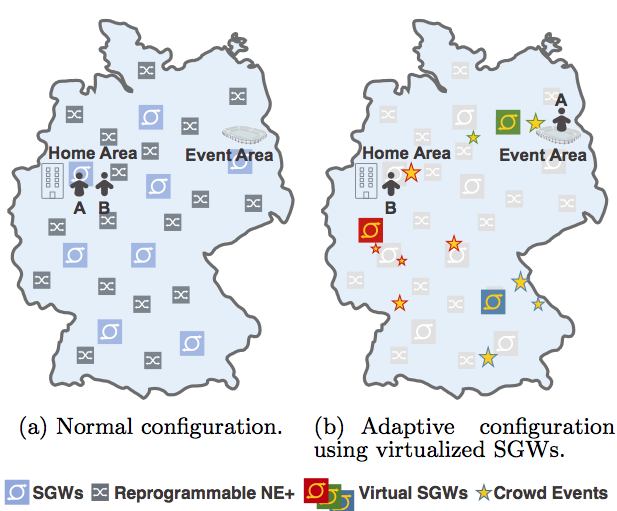 Home Area
Event Area
A
B
A
Home Area
Event Area
B
(a) Normal configuration.
(b) Adaptive configuration
using virtualized SGWs.
SGWs
Reprogrammable NE+
Virtual SGWs
Crowd Events